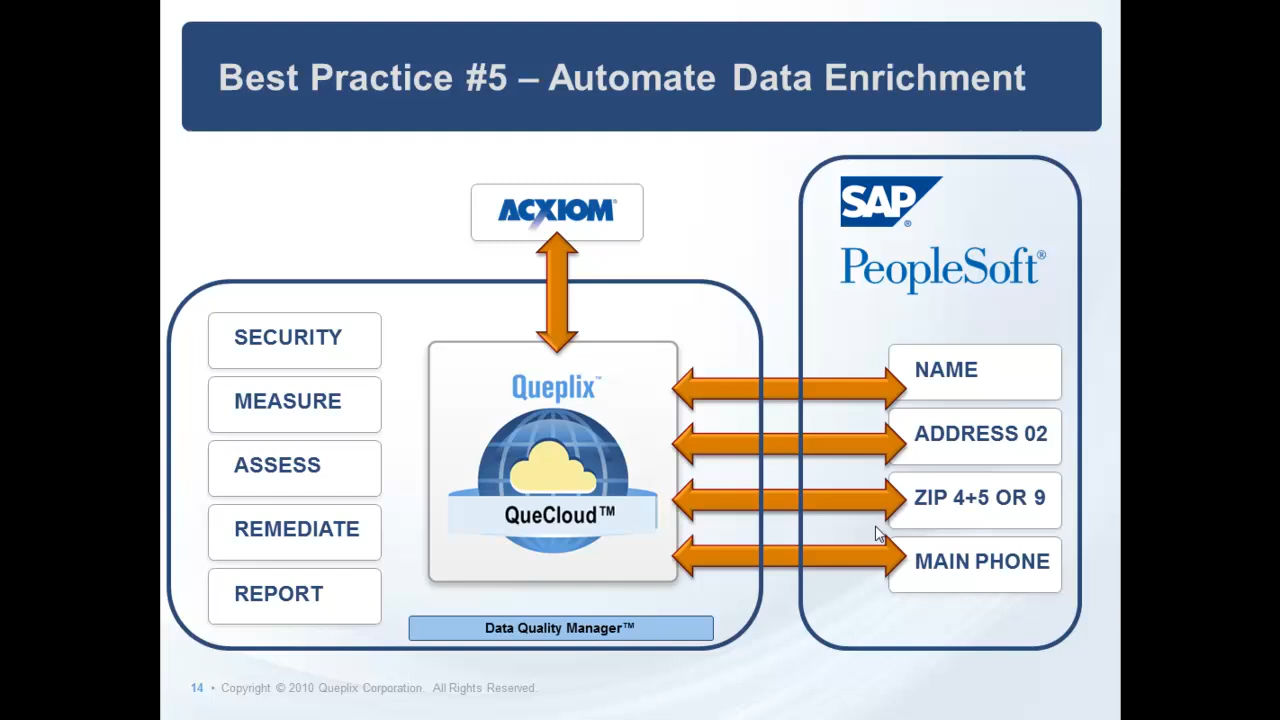 Best Practice #5 – Automate Data Enrichment
ACXIOM®
SAP®
PeopleSoft®
SECURITY
MEASURE
ASSESS
REMEDIATE
REPORT
Queplix™
QueCloud™
Data Quality Manager™
NAME
ADDRESS 02
ZIP 4+5 OR 9
MAIN PHONE
14 • Copyright © 2010 Queplix Corporation. All Rights Reserved.